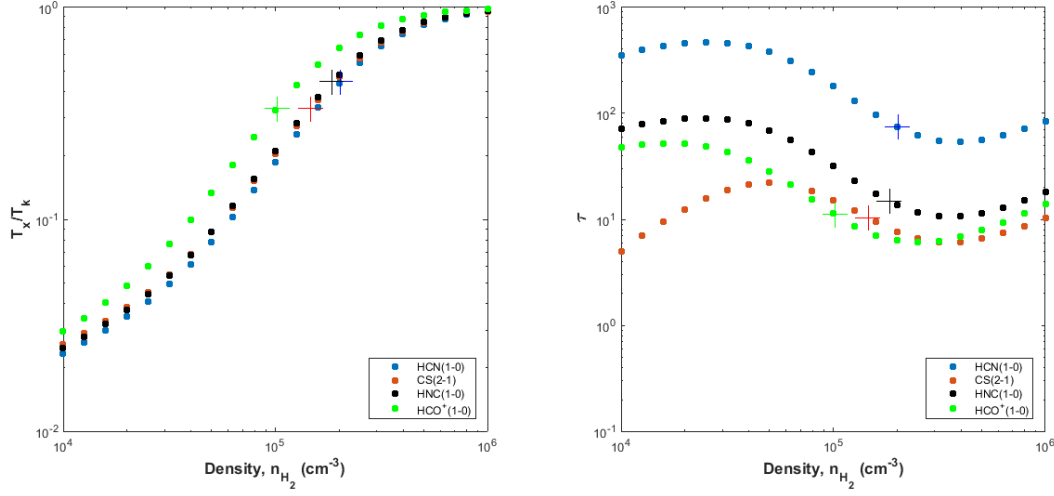 10^0
10^-1
10^-2
T_x/T_k
10^4
10^5
10^6
Density, n_H_2 (cm^-3)
HCN(1-0)
CS(2-1)
HNC(1-0)
HCO^+(1-0)
10^3
10^2
10^1
10^0
10^-1
τ
10^4
10^5
10^6
Density, n_H_2 (cm^-3)
HCN(1-0)
CS(2-1)
HNC(1-0)
HCO^+(1-0)